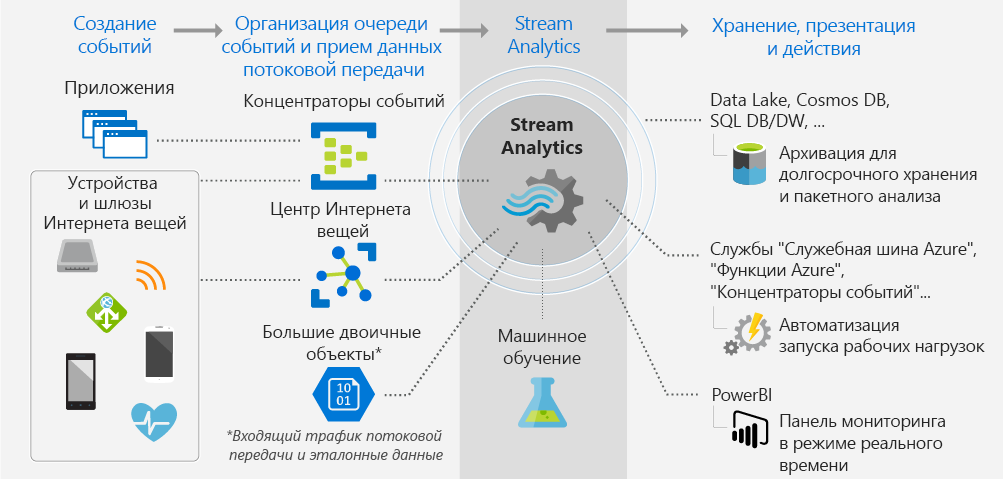 Создание
событий
Организация очереди
событий и прием данных
потоковой передачи
Stream
Analytics
Хранение, презентация
и действия
Приложения
Устройства
и шлюзы
Интернета вещей
Концентраторы событий
Центр Интернета
вещей
Большие двоичные
объекты*
10
01
*Входящий трафик потоковой
передачи и эталонные данные
Stream
Analytics
Машинное
обучение
Data Lake, Cosmos DB,
SQL DB/DW, ...
Архивация для
долгосрочного хранения
и пакетного анализа
Службы "Служебная шина Azure",
"Функции Azure",
"Концентраторы событий"...
Автоматизация
запуска рабочих нагрузок
PowerBI
Панель мониторинга
в режиме реального
времени